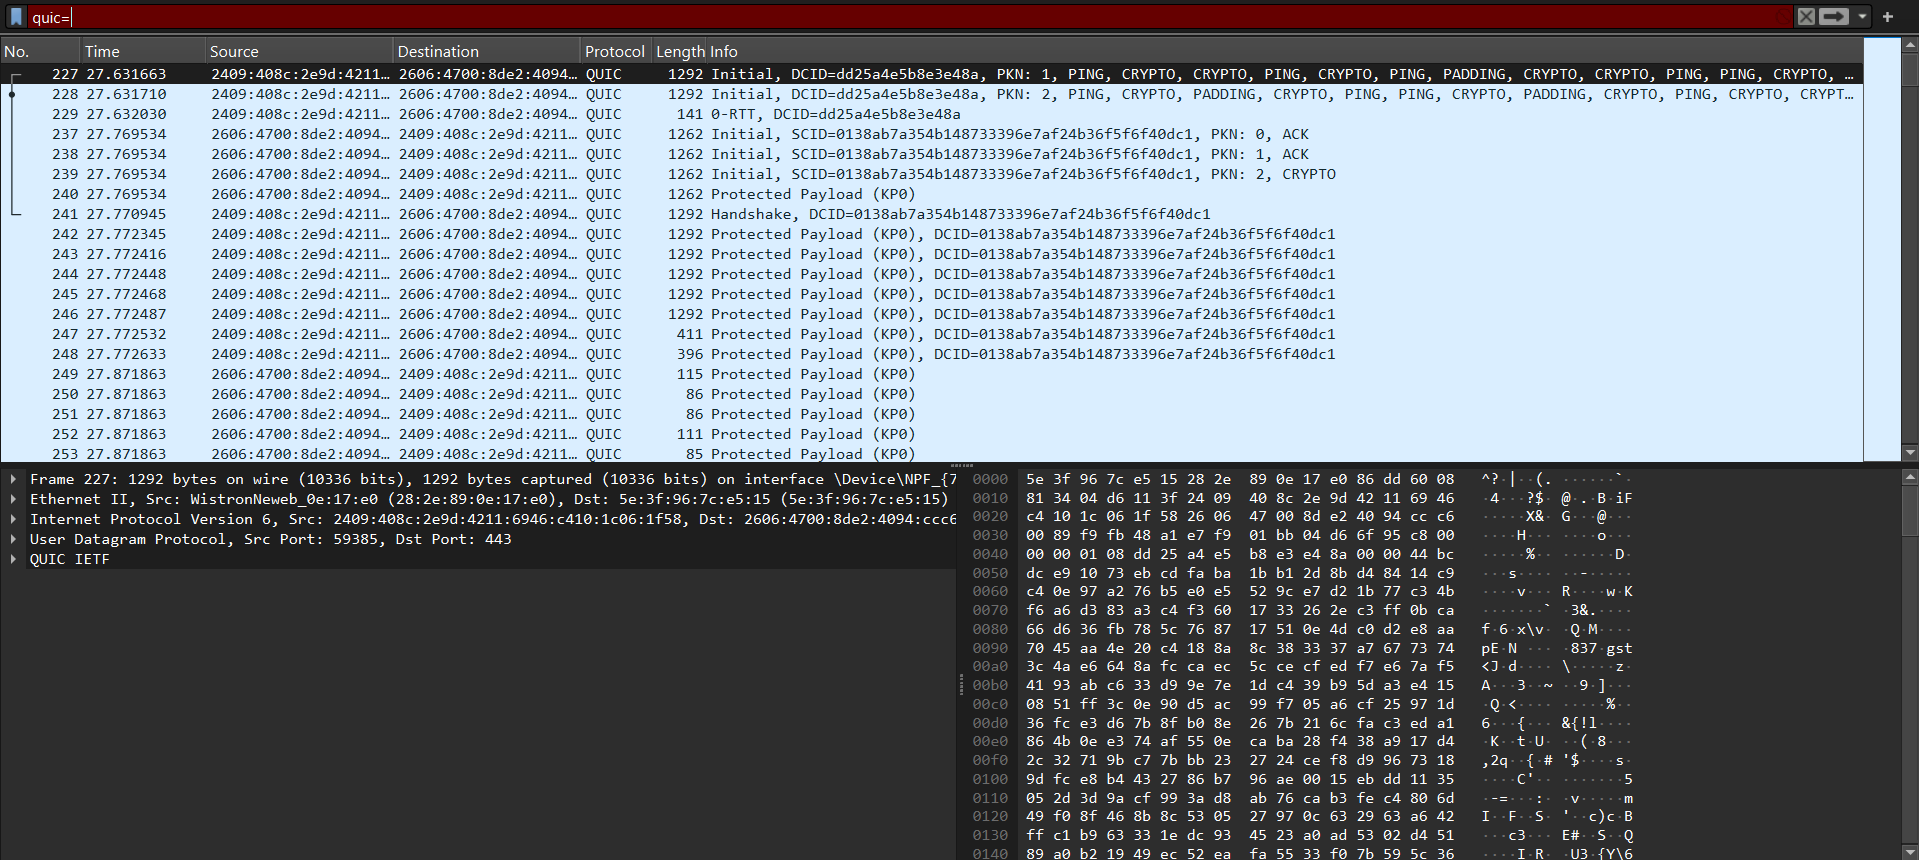 quic=
No. Time Source Destination Protocol Length Info
227 27.631663 2409:408c:2e9d:4211… 2606:4700:8de2:4094… QUIC 1292 Initial, DCID=dd25a4e5b8e3e48a, PKN: 1, PING, CRYPTO, CRYPTO, PING, CRYPTO, PING, PADDING, CRYPTO, CRYPTO, PING, PING, CRYPTO, …
228 27.631710 2409:408c:2e9d:4211… 2606:4700:8de2:4094… QUIC 1292 Initial, DCID=dd25a4e5b8e3e48a, PKN: 2, PING, CRYPTO, PADDING, CRYPTO, PING, PING, CRYPTO, PADDING, CRYPTO, PING, CRYPTO, CRYPT…
229 27.632030 2409:408c:2e9d:4211… 2606:4700:8de2:4094… QUIC 141 0-RTT, DCID=dd25a4e5b8e3e48a
237 27.769534 2606:4700:8de2:4094… 2409:408c:2e9d:4211… QUIC 1262 Initial, SCID=0138ab7a354b148733396e7af24b36f5f6f40dc1, PKN: 0, ACK
238 27.769534 2606:4700:8de2:4094… 2409:408c:2e9d:4211… QUIC 1262 Initial, SCID=0138ab7a354b148733396e7af24b36f5f6f40dc1, PKN: 1, ACK
239 27.769534 2606:4700:8de2:4094… 2409:408c:2e9d:4211… QUIC 1262 Initial, SCID=0138ab7a354b148733396e7af24b36f5f6f40dc1, PKN: 2, CRYPTO
240 27.769534 2606:4700:8de2:4094… 2409:408c:2e9d:4211… QUIC 1262 Protected Payload (KP0)
241 27.770945 2409:408c:2e9d:4211… 2606:4700:8de2:4094… QUIC 1292 Handshake, DCID=0138ab7a354b148733396e7af24b36f5f6f40dc1
242 27.772345 2409:408c:2e9d:4211… 2606:4700:8de2:4094… QUIC 1292 Protected Payload (KP0), DCID=0138ab7a354b148733396e7af24b36f5f6f40dc1
243 27.772416 2409:408c:2e9d:4211… 2606:4700:8de2:4094… QUIC 1292 Protected Payload (KP0), DCID=0138ab7a354b148733396e7af24b36f5f6f40dc1
244 27.772448 2409:408c:2e9d:4211… 2606:4700:8de2:4094… QUIC 1292 Protected Payload (KP0), DCID=0138ab7a354b148733396e7af24b36f5f6f40dc1
245 27.772468 2409:408c:2e9d:4211… 2606:4700:8de2:4094… QUIC 1292 Protected Payload (KP0), DCID=0138ab7a354b148733396e7af24b36f5f6f40dc1
246 27.772487 2409:408c:2e9d:4211… 2606:4700:8de2:4094… QUIC 1292 Protected Payload (KP0), DCID=0138ab7a354b148733396e7af24b36f5f6f40dc1
247 27.772532 2409:408c:2e9d:4211… 2606:4700:8de2:4094… QUIC 411 Protected Payload (KP0), DCID=0138ab7a354b148733396e7af24b36f5f6f40dc1
248 27.772633 2409:408c:2e9d:4211… 2606:4700:8de2:4094… QUIC 396 Protected Payload (KP0), DCID=0138ab7a354b148733396e7af24b36f5f6f40dc1
249 27.871863 2606:4700:8de2:4094… 2409:408c:2e9d:4211… QUIC 115 Protected Payload (KP0)
250 27.871863 2606:4700:8de2:4094… 2409:408c:2e9d:4211… QUIC 86 Protected Payload (KP0)
251 27.871863 2606:4700:8de2:4094… 2409:408c:2e9d:4211… QUIC 86 Protected Payload (KP0)
252 27.871863 2606:4700:8de2:4094… 2409:408c:2e9d:4211… QUIC 111 Protected Payload (KP0)
253 27.871863 2606:4700:8de2:4094… 2409:408c:2e9d:4211… QUIC 85 Protected Payload (KP0)
Frame 227: 1292 bytes on wire (10336 bits), 1292 bytes captured (10336 bits) on interface \Device\NPF_{7
Ethernet II, Src: WistronNeweb_0e:17:e0 (28:2e:89:0e:17:e0), Dst: 5e:3f:96:7c:e5:15 (5e:3f:96:7c:e5:15)
Internet Protocol Version 6, Src: 2409:408c:2e9d:4211:6946:c410:1c06:1f58, Dst: 2606:4700:8de2:4094:ccc6
User Datagram Protocol, Src Port: 59385, Dst Port: 443
QUIC IETF
0000 5e 3f 96 7c e5 15 28 2e 89 0e 17 e0 86 dd 60 08 ^?·|··(. ······`·
0010 81 34 04 d6 11 3f 24 09 40 8c 2e 9d 42 11 69 46 ·4···?$· @·.·B·iF
0020 c4 10 1c 06 1f 58 26 06 47 00 8d e2 40 94 cc c6 ·····X&· G···@···
0030 00 89 f9 fb 48 a1 e7 f9 01 bb 04 d6 6f 95 c8 00 ····H··· ····o···
0040 00 00 01 08 dd 25 a4 e5 b8 e3 e4 8a 00 00 44 bc ·····%·· ······D·
0050 dc e9 10 73 eb cd fa ba 1b b1 2d 8b d4 84 14 c9 ···s···· ··-·····
0060 c4 0e 97 a2 76 b5 e0 e5 52 9c e7 d2 1b 77 c3 4b ····v··· R····w·K
0070 f6 a6 d3 83 a3 c4 f3 60 17 33 26 2e c3 ff 0b ca ·······` ·3&.····
0080 66 d6 36 fb 78 5c 76 87 17 51 0e 4d c0 d2 e8 aa f·6·x\v· ·Q·M····
0090 70 45 aa 4e 20 c4 18 8a 8c 38 33 37 a7 67 73 74 pE·N ··· ·837·gst
00a0 3c 4a e6 64 8a fc ca ec 5c ce cf ed f7 e6 7a f5 <J·d···· \·····z·
00b0 41 93 ab c6 33 d9 9e 7e 1d c4 39 b9 5d a3 e4 15 A···3··~ ··9·]···
00c0 08 51 ff 3c 0e 90 d5 ac 99 f7 05 a6 cf 25 97 1d ·Q·<···· ·····%··
00d0 36 fc e3 d6 7b 8f b0 8e 26 7b 21 6c fa c3 ed a1 6···{··· &{!l····
00e0 86 4b 0e e3 74 af 55 0e ca ba 28 f4 38 a9 17 d4 ·K··t·U· ··(·8···
00f0 2c 32 71 9b c7 7b bb 23 27 24 ce f8 d9 96 73 18 ,2q··{·# '$····s·
0100 9d fc e8 b4 43 27 86 b7 96 ae 00 15 eb dd 11 35 ····C'·· ·······5
0110 05 2d 3d 9a cf 99 3a d8 ab 76 ca b3 fe c4 80 6d ·-=···:· ·v·····m
0120 49 f0 8f 46 8b 8c 53 05 27 97 0c 63 29 63 a6 42 I··F··S· '··c)c·B
0130 ff c1 b9 63 33 1e dc 93 45 23 a0 ad 53 02 d4 51 ···c3··· E#··S··Q
0140 89 a0 b2 19 49 ec 52 ea fa 55 33 f0 7b 59 5c 36 ····I·R· ·U3·{Y\6